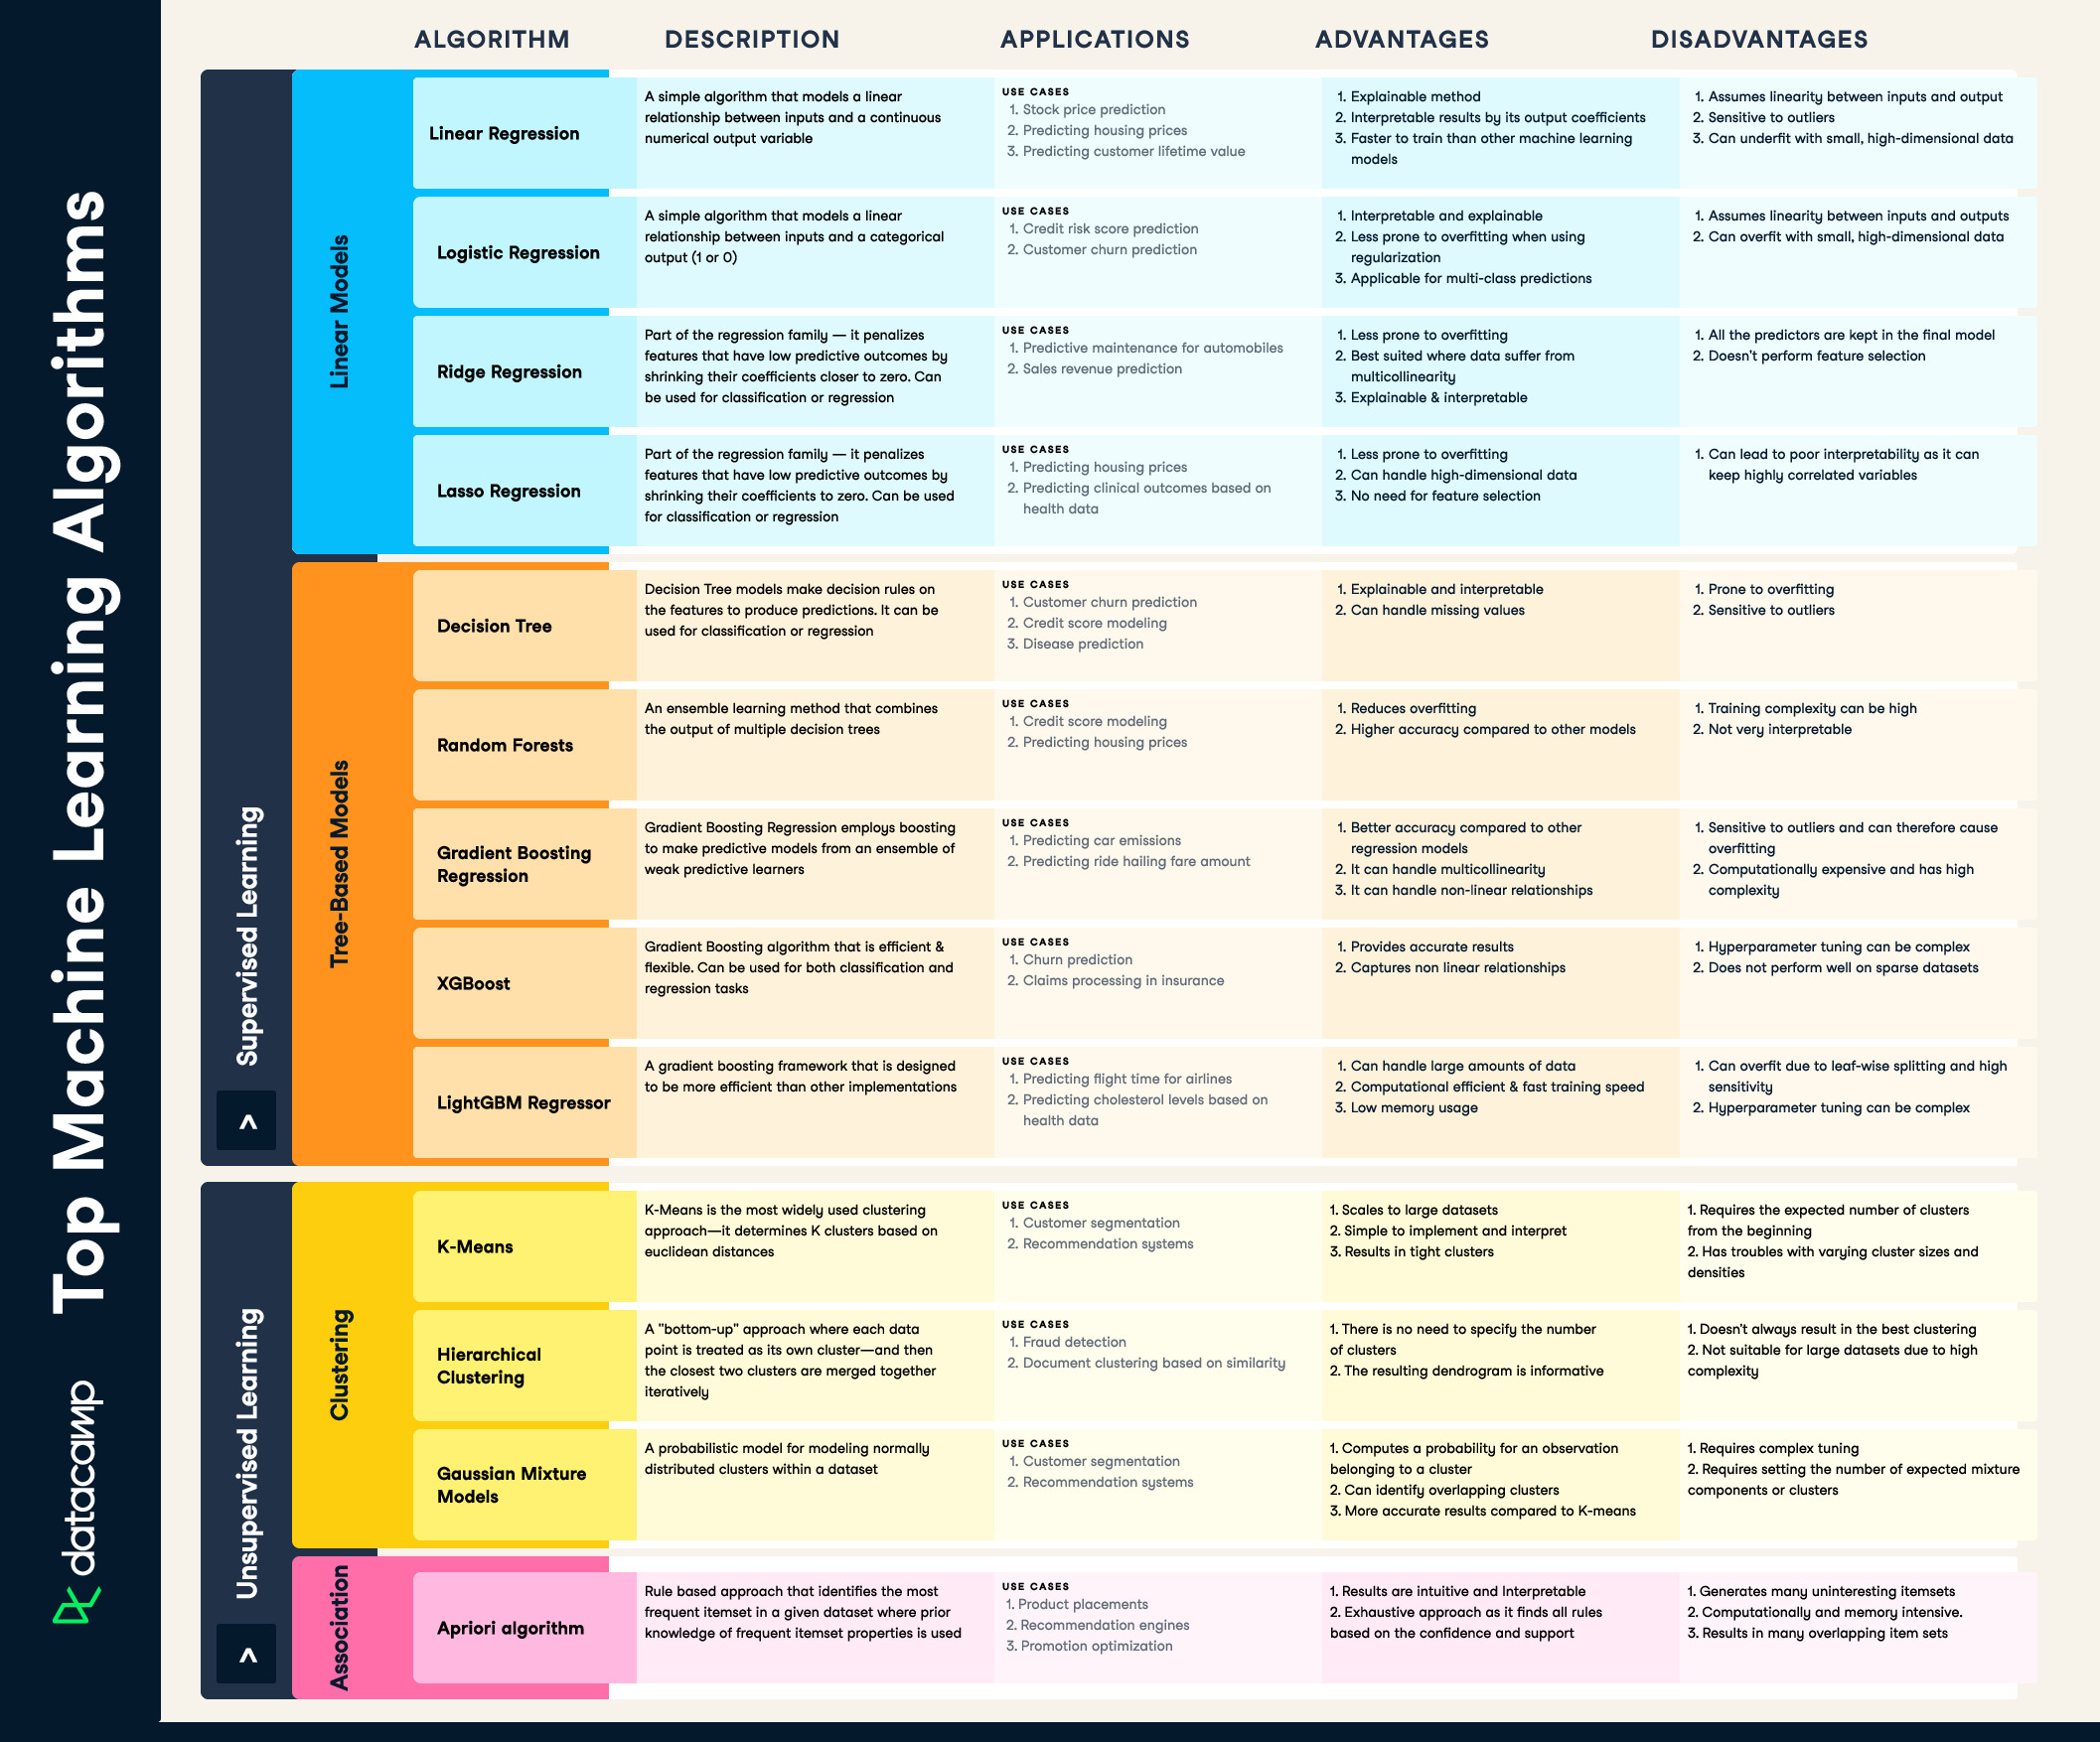 Top Machine Learning Algorithms
datacamp
ALGORITHM
DESCRIPTION
APPLICATIONS
ADVANTAGES
DISADVANTAGES
Supervised Learning
>
Linear Models
Linear Regression
A simple algorithm that models a linear
relationship between inputs and a continuous
numerical output variable
USE CASES
1. Stock price prediction
2. Predicting housing prices
3. Predicting customer lifetime value
1. Explainable method
2. Interpretable results by its output coefficients
3. Faster to train than other machine learning
models
1. Assumes linearity between inputs and output
2. Sensitive to outliers
3. Can underfit with small, high-dimensional data
Logistic Regression
A simple algorithm that models a linear
relationship between inputs and a categorical
output (1 or 0)
USE CASES
1. Credit risk score prediction
2. Customer churn prediction
1. Interpretable and explainable
2. Less prone to overfitting when using
regularization
3. Applicable for multi-class predictions
1. Assumes linearity between inputs and outputs
2. Can overfit with small, high-dimensional data
Ridge Regression
Part of the regression family — it penalizes
features that have low predictive outcomes by
shrinking their coefficients closer to zero. Can
be used for classification or regression
USE CASES
1. Predictive maintenance for automobiles
2. Sales revenue prediction
1. Less prone to overfitting
2. Best suited where data suffer from
multicollinearity
3. Explainable & interpretable
1. All the predictors are kept in the final model
2. Doesn't perform feature selection
Lasso Regression
Part of the regression family — it penalizes
features that have low predictive outcomes by
shrinking their coefficients to zero. Can be used
for classification or regression
USE CASES
1. Predicting housing prices
2. Predicting clinical outcomes based on
health data
1. Less prone to overfitting
2. Can handle high-dimensional data
3. No need for feature selection
1. Can lead to poor interpretability as it can
keep highly correlated variables
Tree-Based Models
Decision Tree
Decision Tree models make decision rules on
the features to produce predictions. It can be
used for classification or regression
USE CASES
1. Customer churn prediction
2. Credit score modeling
3. Disease prediction
1. Explainable and interpretable
2. Can handle missing values
1. Prone to overfitting
2. Sensitive to outliers
Random Forests
An ensemble learning method that combines
the output of multiple decision trees
USE CASES
1. Credit score modeling
2. Predicting housing prices
1. Reduces overfitting
2. Higher accuracy compared to other models
1. Training complexity can be high
2. Not very interpretable
Gradient Boosting
Regression
Gradient Boosting Regression employs boosting
to make predictive models from an ensemble of
weak predictive learners
USE CASES
1. Predicting car emissions
2. Predicting ride hailing fare amount
1. Better accuracy compared to other
regression models
2. It can handle multicollinearity
3. It can handle non-linear relationships
1. Sensitive to outliers and can therefore cause
overfitting
2. Computationally expensive and has high
complexity
XGBoost
Gradient Boosting algorithm that is efficient &
flexible. Can be used for both classification and
regression tasks
USE CASES
1. Churn prediction
2. Claims processing in insurance
1. Provides accurate results
2. Captures non linear relationships
1. Hyperparameter tuning can be complex
2. Does not perform well on sparse datasets
LightGBM Regressor
A gradient boosting framework that is designed
to be more efficient than other implementations
USE CASES
1. Predicting flight time for airlines
2. Predicting cholesterol levels based on
health data
1. Can handle large amounts of data
2. Computational efficient & fast training speed
3. Low memory usage
1. Can overfit due to leaf-wise splitting and high
sensitivity
2. Hyperparameter tuning can be complex
Unsupervised Learning
>
Clustering
K-Means
K-Means is the most widely used clustering
approach—it determines K clusters based on
euclidean distances
USE CASES
1. Customer segmentation
2. Recommendation systems
1. Scales to large datasets
2. Simple to implement and interpret
3. Results in tight clusters
1. Requires the expected number of clusters
from the beginning
2. Has troubles with varying cluster sizes and
densities
Hierarchical
Clustering
A "bottom-up" approach where each data
point is treated as its own cluster—and then
the closest two clusters are merged together
iteratively
USE CASES
1. Fraud detection
2. Document clustering based on similarity
1. There is no need to specify the number
of clusters
2. The resulting dendrogram is informative
1. Doesn't always result in the best clustering
2. Not suitable for large datasets due to high
complexity
Gaussian Mixture
Models
A probabilistic model for modeling normally
distributed clusters within a dataset
USE CASES
1. Customer segmentation
2. Recommendation systems
1. Computes a probability for an observation
belonging to a cluster
2. Can identify overlapping clusters
3. More accurate results compared to K-means
1. Requires complex tuning
2. Requires setting the number of expected mixture
components or clusters
Association
Apriori algorithm
Rule based approach that identifies the most
frequent itemset in a given dataset where prior
knowledge of frequent itemset properties is used
USE CASES
1. Product placements
2. Recommendation engines
3. Promotion optimization
1. Results are intuitive and Interpretable
2. Exhaustive approach as it finds all rules
based on the confidence and support
1. Generates many uninteresting itemsets
2. Computationally and memory intensive.
3. Results in many overlapping item sets